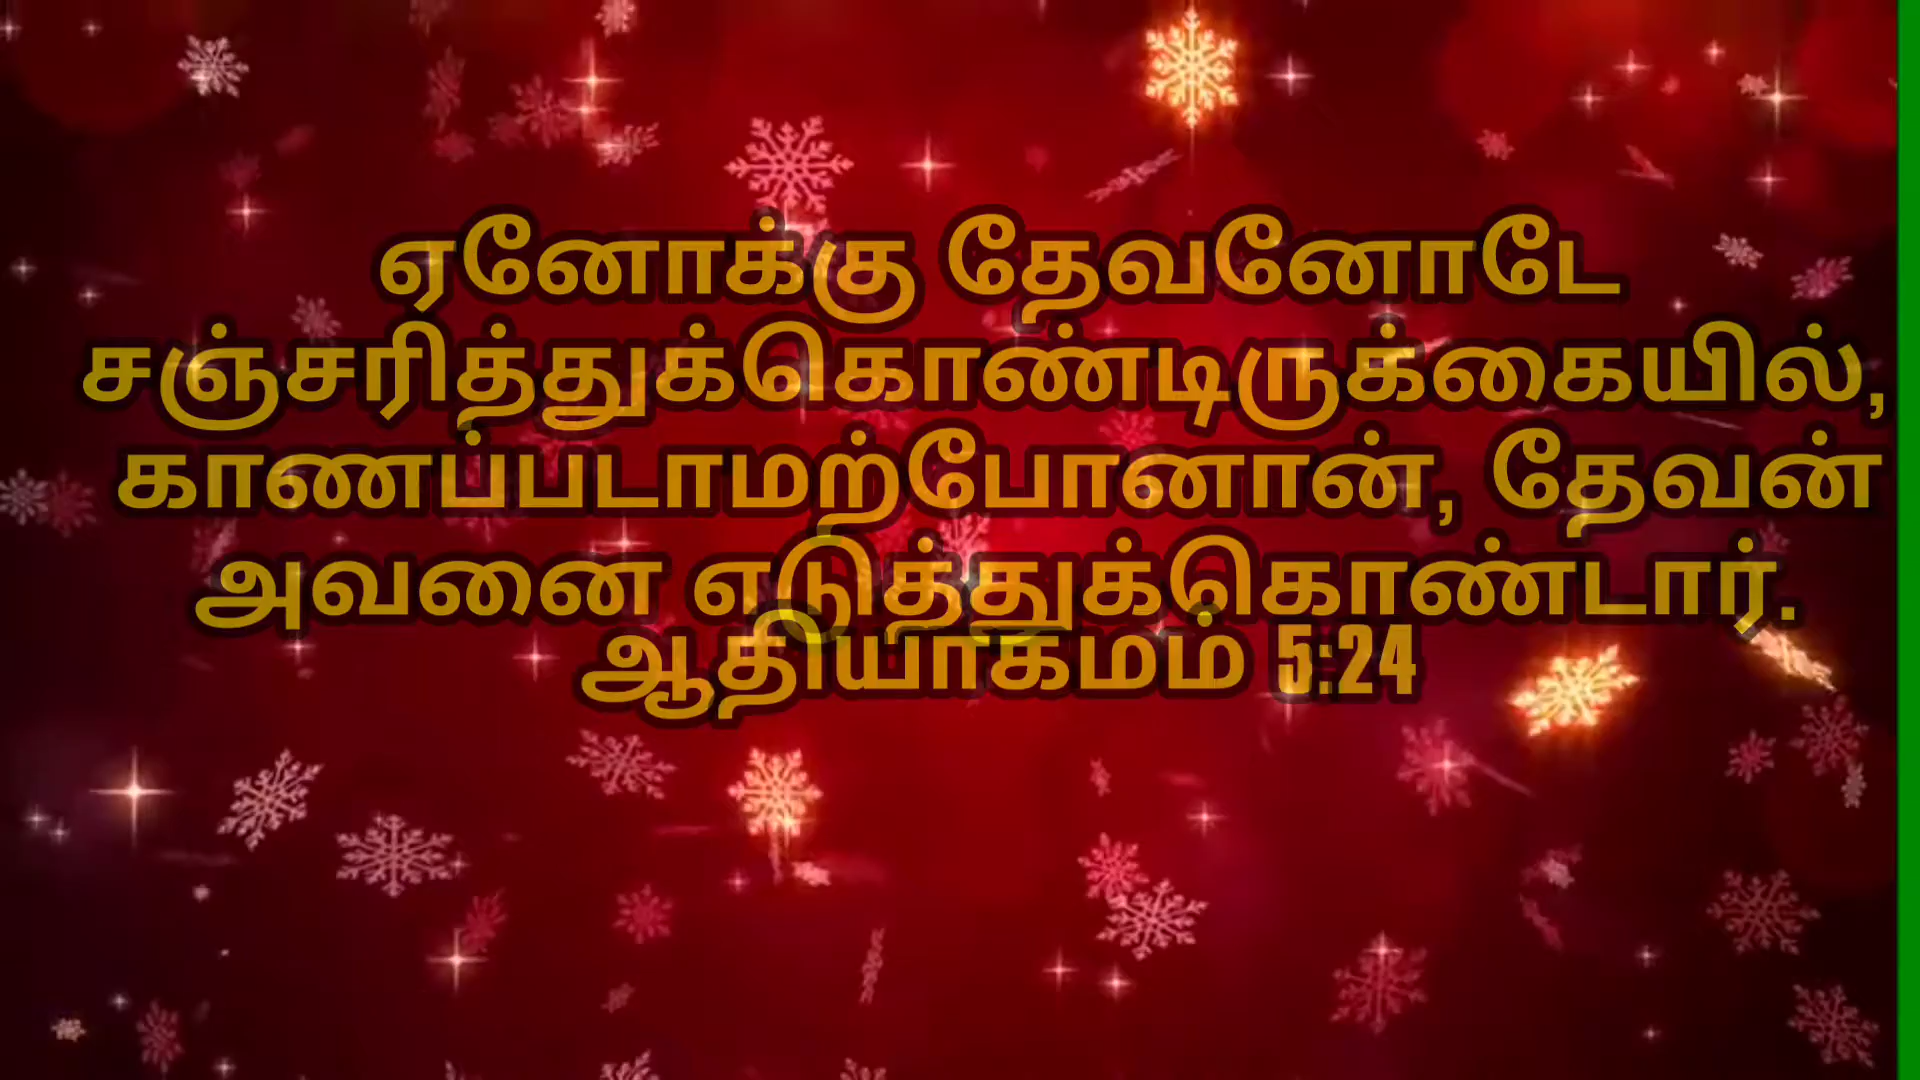 ஏனோக்கு தேவனோடே
சஞ்சரித்துக்கொண்டிருக்கையில்,
காணப்படாமற்போனான், தேவன்
அவனை எடுத்துக்கொண்டார்.
ஆதியாகமம் 5:24